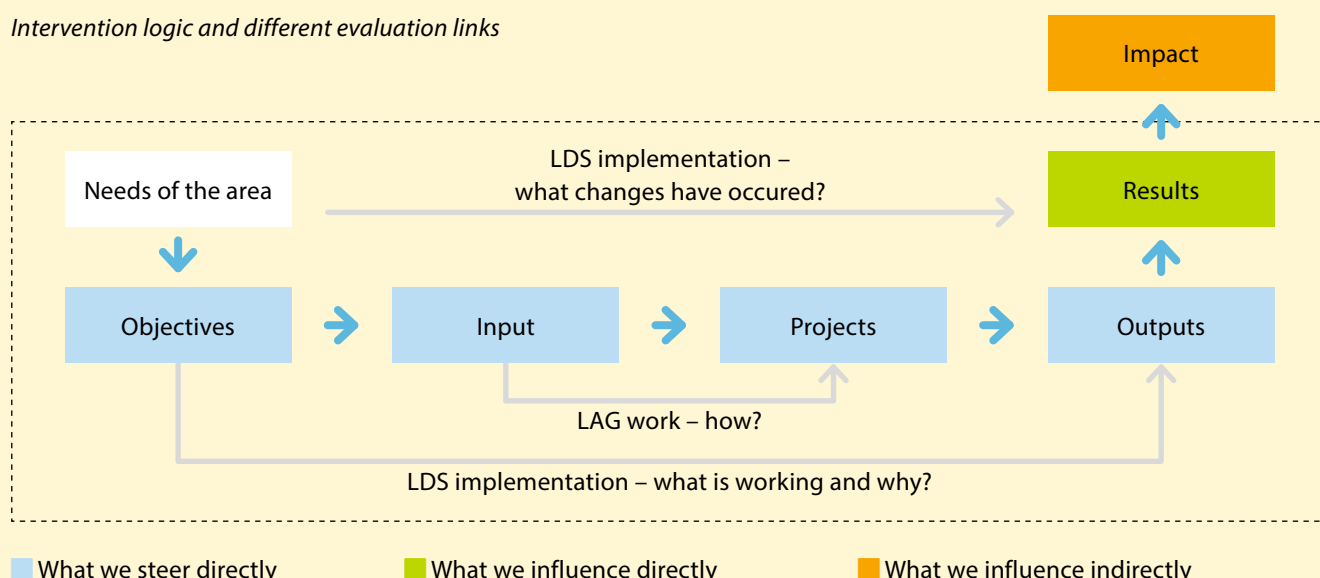 Intervention logic and different evaluation links
Impact
LDS implementation –
what changes have occured?
Needs of the area
Results
Objectives
Input
Projects
Outputs
LAG work – how?
LDS implementation – what is working and why?
What we steer directly
What we influence directly
What we influence indirectly